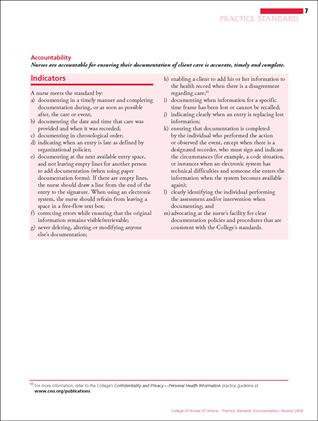 7
PRACTICE STANDARD
Accountability
Nurses are accountable for ensuring their documentation of client care is accurate, timely and complete.
Indicators
A nurse meets the standard by:
a) documenting in a timely manner and completing
documentation during, or as soon as possible
after, the care or event;
b) documenting the date and time that care was
provided and when it was recorded;
c) documenting in chronological order;
d) indicating when an entry is late as defined by
organizational policies;
e) documenting at the next available entry space,
and not leaving empty lines for another person
to add documentation (when using paper
documentation forms). If there are empty lines,
the nurse should draw a line from the end of the
entry to the signature. When using an electronic
system, the nurse should refrain from leaving a
space in a free-flow text box;
f) correcting errors while ensuring that the original
information remains visible/retrievable;
g) never deleting, altering or modifying anyone
else's documentation;
h) enabling a client to add his or her information to
the health record when there is a disagreement
regarding care;
i) documenting when information for a specific
time frame has been lost or cannot be recalled;
j) indicating clearly when an entry is replacing lost
information;
k) ensuring that documentation is completed
by the individual who performed the action
or observed the event, except when there is a
designated recorder, who must sign and indicate
the circumstances (for example, a code situation,
or instances when an electronic system has
technical difficulties and someone else enters the
information when the system becomes available
again);
l) clearly identifying the individual performing
the assessment and/or intervention when
documenting; and
m) advocating at the nurse's facility for clear
documentation policies and procedures that are
consistent with the College's standards.
For more information, refer to the College's Confidentiality and Privacy—Personal Health Information practice guideline at
www.cno.org/publications.
College of Nurses of Ontario Practice Standard: Documentation, Revised 2008